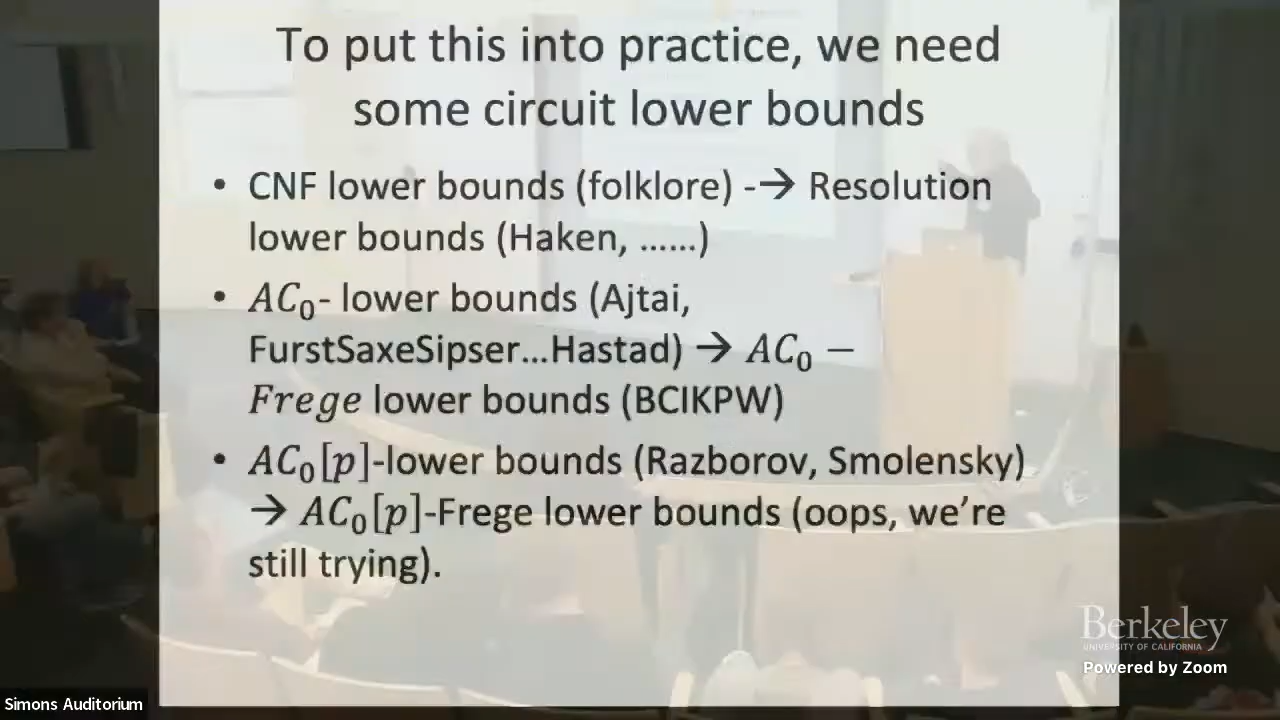 To put this into practice, we need
some circuit lower bounds
• CNF lower bounds (folklore) -→ Resolution
lower bounds (Haken, ……)
• AC₀- lower bounds (Ajtai,
FurstSaxeSipser…Hastad) → AC₀ −
Frege lower bounds (BCIKPW)
• AC₀[p]-lower bounds (Razborov, Smolensky)
→ AC₀[p]-Frege lower bounds (oops, we’re
still trying).
Berkeley
UNIVERSITY OF CALIFORNIA
Powered by Zoom
Simons Auditorium